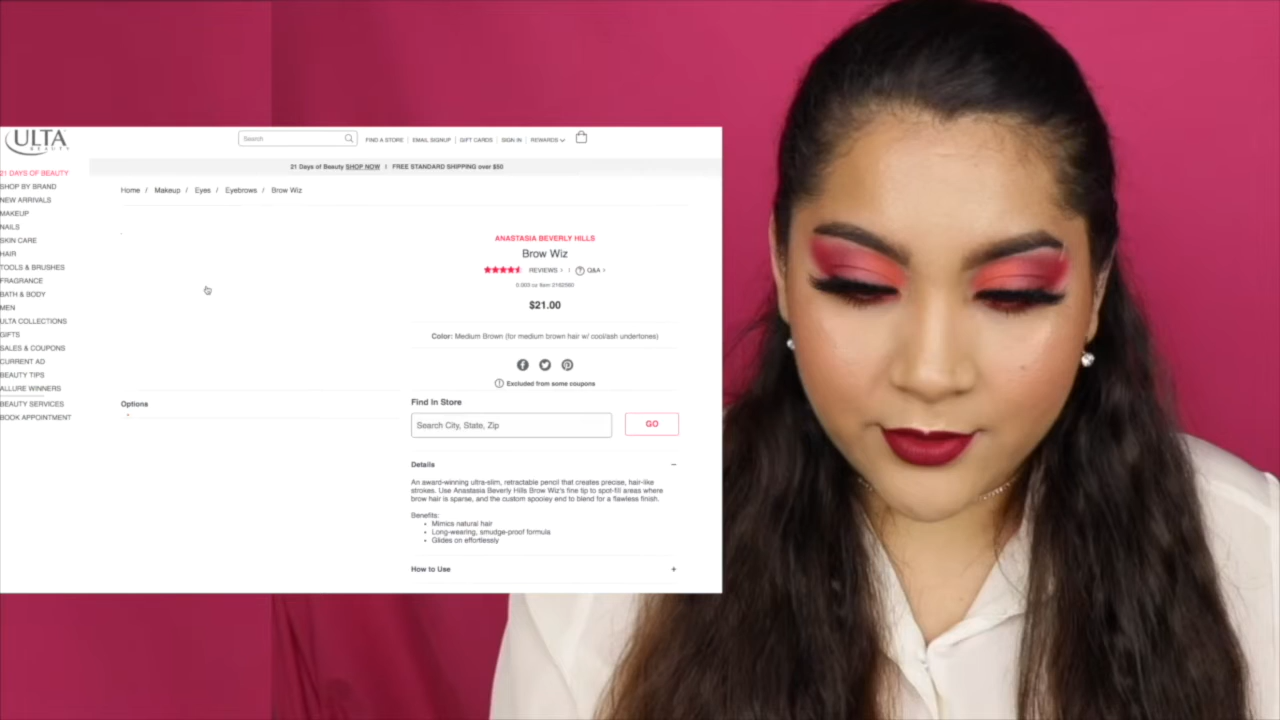 ULTA
BEAUTY
Search
FIND A STORE | EMAIL SIGNUP | GIFT CARDS | SIGN IN | REWARDS
21 Days of Beauty SHOP NOW | FREE STANDARD SHIPPING over $50
21 DAYS OF BEAUTY
SHOP BY BRAND
NEW ARRIVALS
MAKEUP
NAILS
SKIN CARE
HAIR
TOOLS & BRUSHES
FRAGRANCE
BATH & BODY
MEN
ULTA COLLECTIONS
GIFTS
SALES & COUPONS
CURRENT AD
BEAUTY TIPS
ALLURE WINNERS
BEAUTY SERVICES
BOOK APPOINTMENT
Home / Makeup / Eyes / Eyebrows / Brow Wiz
ANASTASIA BEVERLY HILLS
Brow Wiz
REVIEWS | ? Q&A
0.003 oz Item
$21.00
Color: Medium Brown (for medium brown hair w/ cool/ash undertones)
Excluded from some coupons
Options
Find in Store
Search City, State, Zip
GO
Details
An award-winning ultra-slim, retractable pencil that creates precise, hair-like
strokes. Use Anastasia Beverly Hills Brow Wiz's fine tip to spot-fill areas where
brow hair is sparse, and the custom spooley end to blend for a flawless finish.
Benefits:
Mimics natural hair
Long-wearing, smudge-proof formula
Glides on effortlessly
How to Use